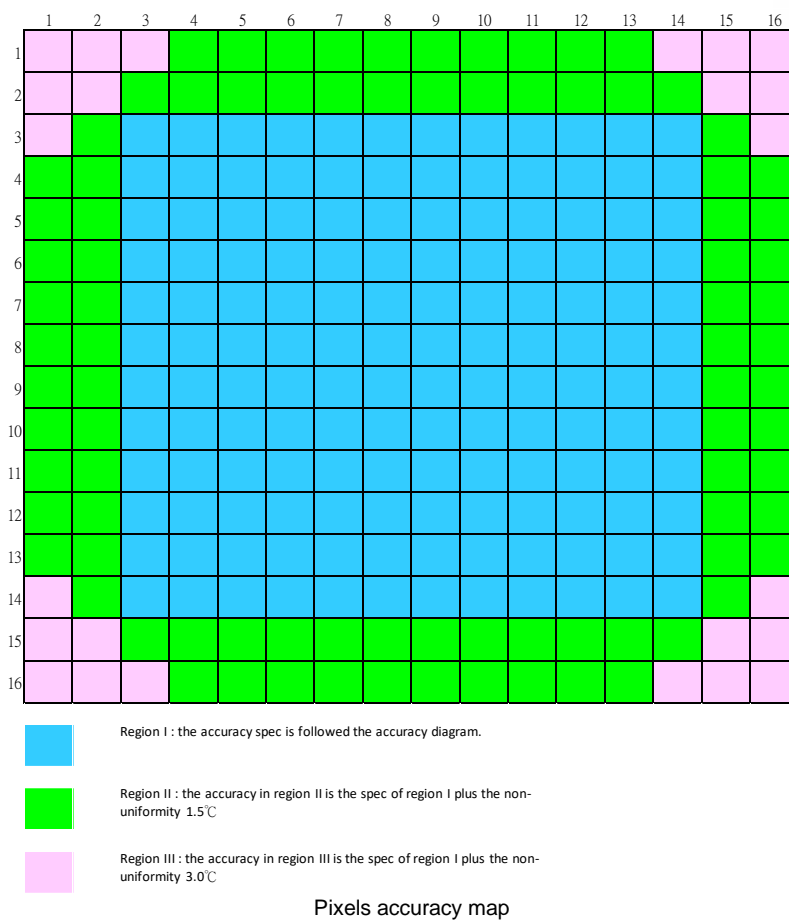 1 2 3 4 5 6 7 8 9 10 11 12 13 14 15 16
1
2
3
4
5
6
7
8
9
10
11
12
13
14
15
16
Region I : the accuracy spec is followed the accuracy diagram.
Region II : the accuracy in region II is the spec of region I plus the non-
uniformity 1.5℃
Region III : the accuracy in region III is the spec of region I plus the non-
uniformity 3.0℃
Pixels accuracy map